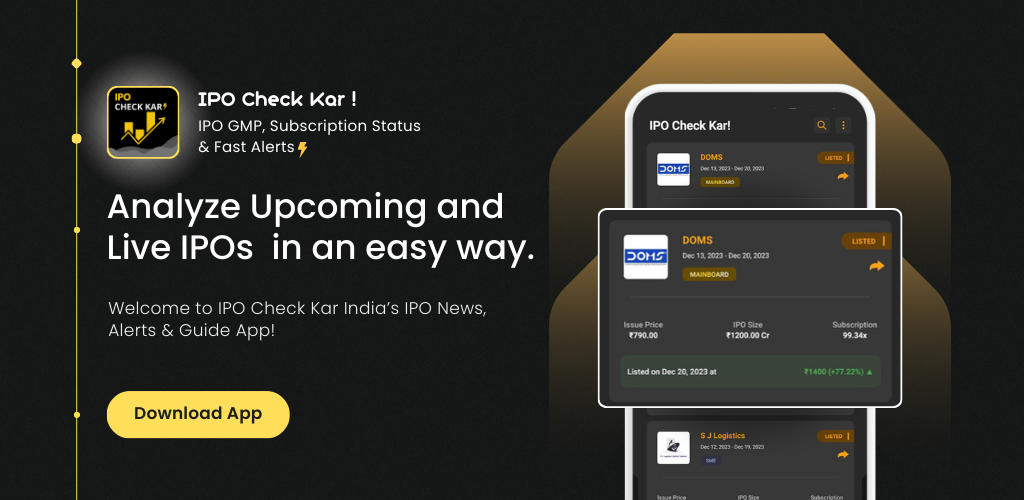 IPO
CHECK KAR
IPO Check Kar !
IPO GMP, Subscription Status
& Fast Alerts
Analyze Upcoming and
Live IPOs in an easy way.
Welcome to IPO Check Kar India's IPO News,
Alerts & Guide App!
Download App
IPO Check Kar!
DOMS
DOMS
LISTED
Dec 13, 2023 - Dec 20, 2023
MAINBOARD
DOMS
DOMS
LISTED
Dec 13, 2023 - Dec 20, 2023
MAINBOARD
Issue Price IPO Size Subscription
₹790.00 ₹1200.00 Cr 99.34x
Listed on Dec 20, 2023 at ₹1400 (+77.22%) ▲
S J Logistics
LISTED
Dec 12, 2023 - Dec 19, 2023
SME
Issue Price IPO Size Subscription